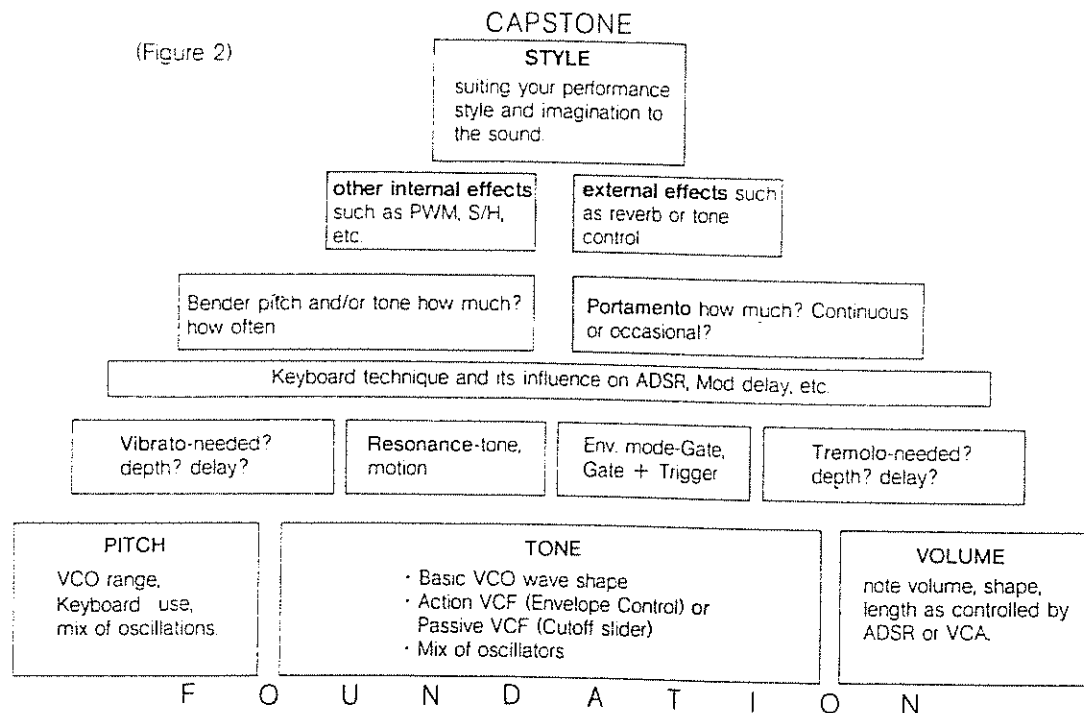 CAPSTONE
(Figure 2)
STYLE
suiting your performance
style and imagination to
the sound.
other internal effects
such as PWM, S/H,
etc.
external effects such
as reverb or tone
control
Bender pitch and/or tone how much?
how often
Portamento how much? Continuous
or occasional?
Keyboard technique and its influence on ADSR, Mod delay, etc.
Vibrato-needed?
depth? delay?
Resonance-tone,
motion
Env. mode-Gate,
Gate + Trigger
Tremolo-needed?
depth? delay?
PITCH
VCO range,
Keyboard use,
mix of oscillations.
TONE
· Basic VCO wave shape
· Action VCF (Envelope Control) or
Passive VCF (Cutoff slider)
· Mix of oscillators
VOLUME
note volume, shape,
length as controlled by
ADSR or VCA.
F O U N D A T I O N